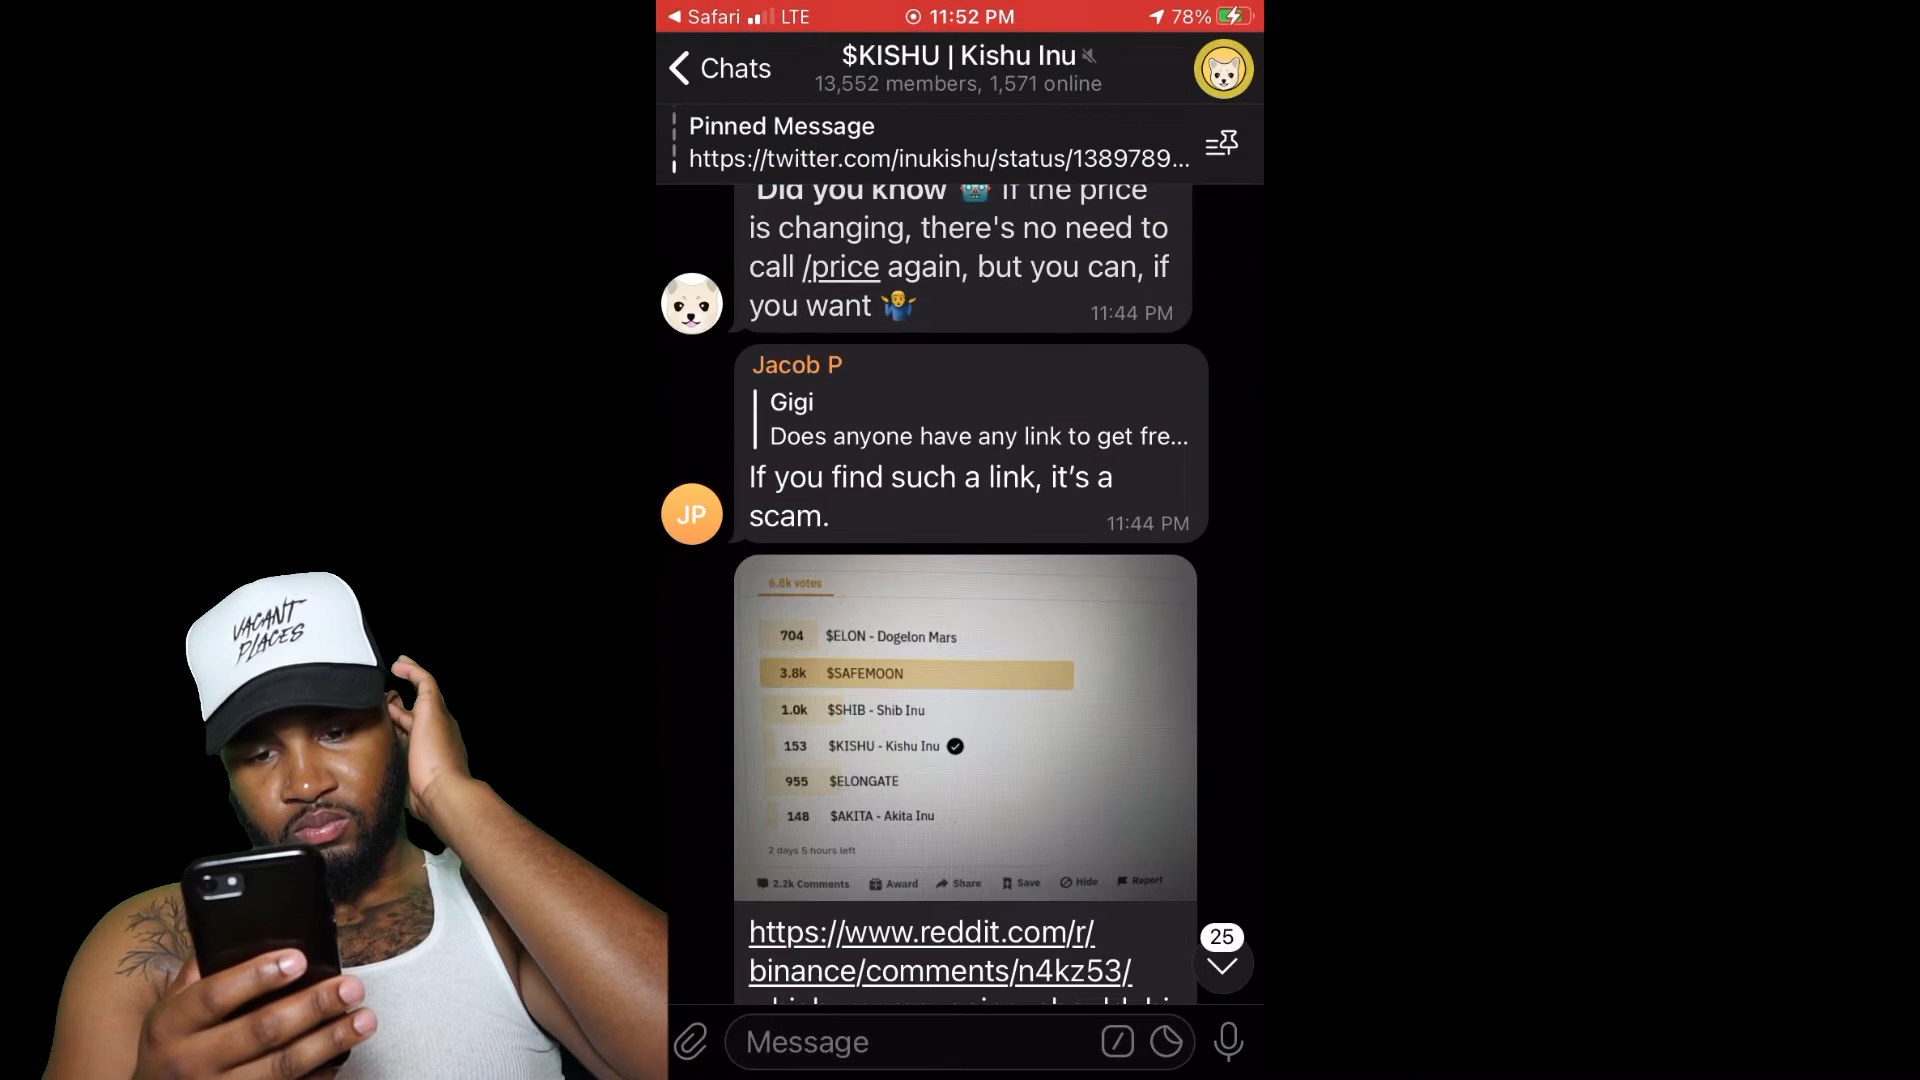 Safari LTE 11:52 PM 78%
Chats
$KISHU | Kishu Inu
13,552 members, 1,571 online
Pinned Message
https://twitter.com/inukishu/status/1389789...
Did you know 🤖 If the price
is changing, there's no need to
call /price again, but you can, if
you want 🤷‍♂️
11:44 PM
Jacob P
Gigi
Does anyone have any link to get fre...
If you find such a link, it’s a
scam.
JP
11:44 PM
6.8k votes
704 $ELON - Dogelon Mars
3.8k $SAFEMOON
1.0k $SHIB - Shib Inu
153 $KISHU - Kishu Inu
955 $ELONGATE
148 $AKITA - Akita Inu
2 days 5 hours left
2.2k Comments Award Share Save Hide Report
https://www.reddit.com/r/
binance/comments/n4kz53/
25
Message
VACANT
PLACES